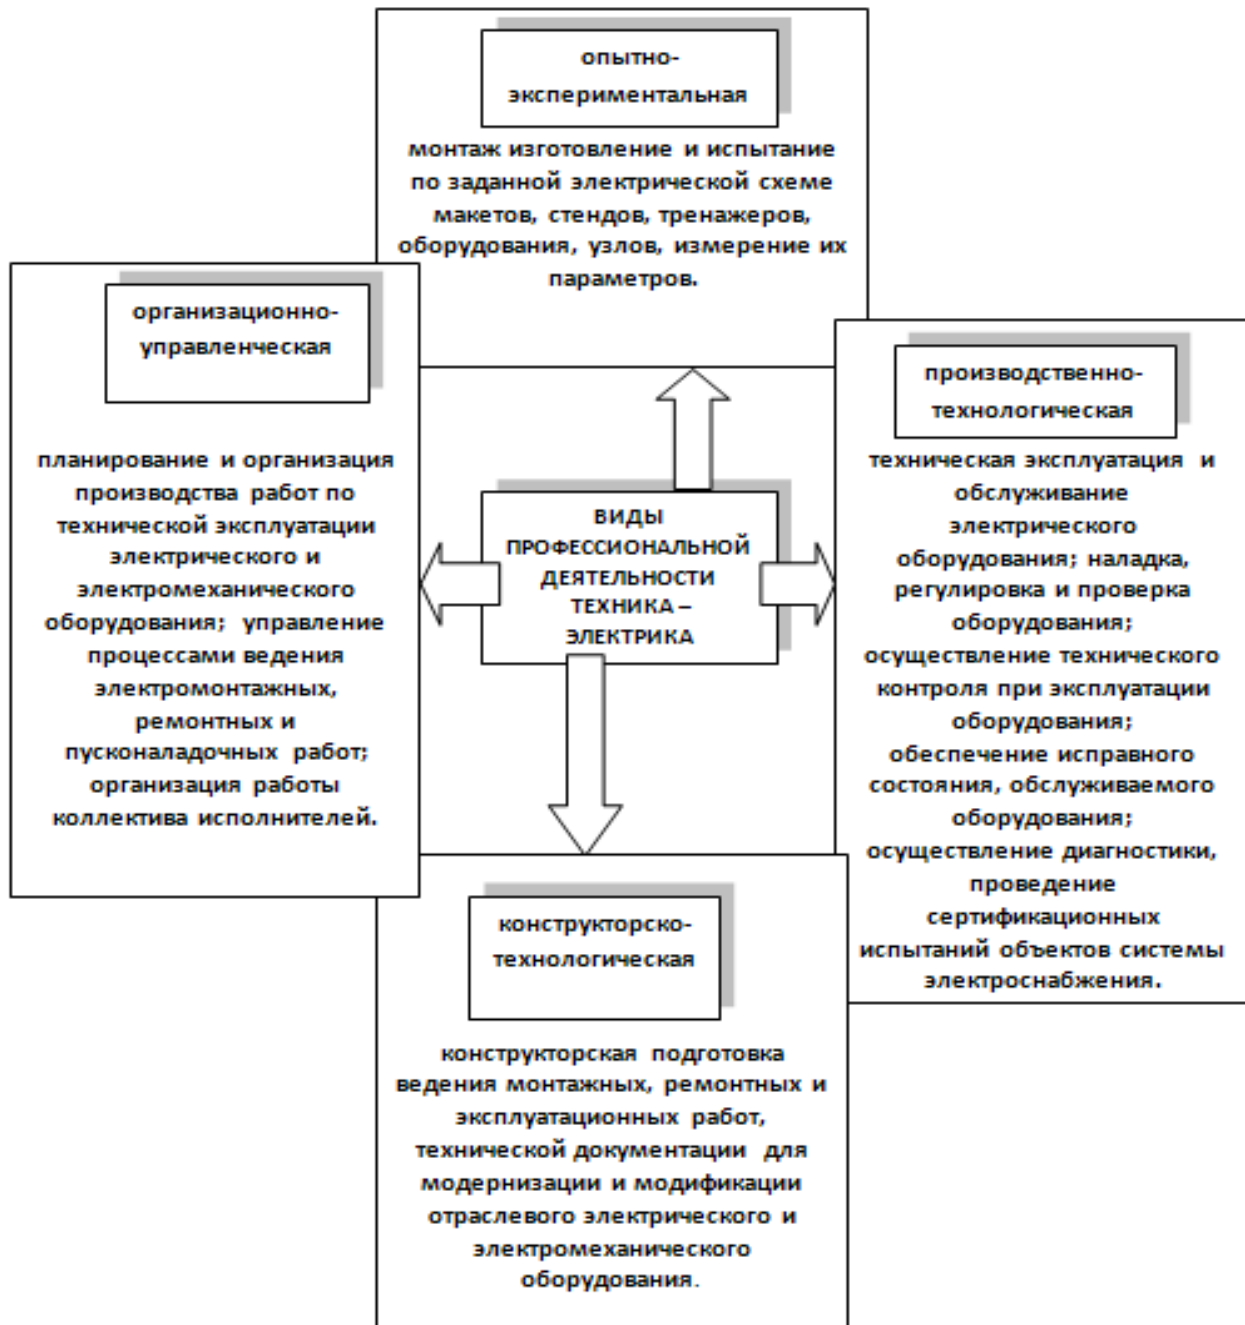 опытно-
экспериментальная
монтаж изготовление и испытание
по заданной электрической схеме
макетов, стендов, тренажеров,
оборудования, узлов, измерение их
параметров.
организационно-
управленческая
планирование и организация
производства работ по
технической эксплуатации
электрического и
электромеханического
оборудования; управление
процессами ведения
электромонтажных,
ремонтных и
пусконаладочных работ;
организация работы
коллектива исполнителей.
ВИДЫ
ПРОФЕССИОНАЛЬНОЙ
ДЕЯТЕЛЬНОСТИ
ТЕХНИКА –
ЭЛЕКТРИКА
производственно-
технологическая
техническая эксплуатация и
обслуживание
электрического
оборудования; наладка,
регулировка и проверка
оборудования;
осуществление технического
контроля при эксплуатации
оборудования;
обеспечение исправного
состояния, обслуживаемого
оборудования;
осуществление диагностики,
проведение
сертификационных
испытаний объектов системы
электроснабжения.
конструкторско-
технологическая
конструкторская подготовка
ведения монтажных, ремонтных и
эксплуатационных работ,
технической документации для
модернизации и модификации
отраслевого электрического и
электромеханического
оборудования.